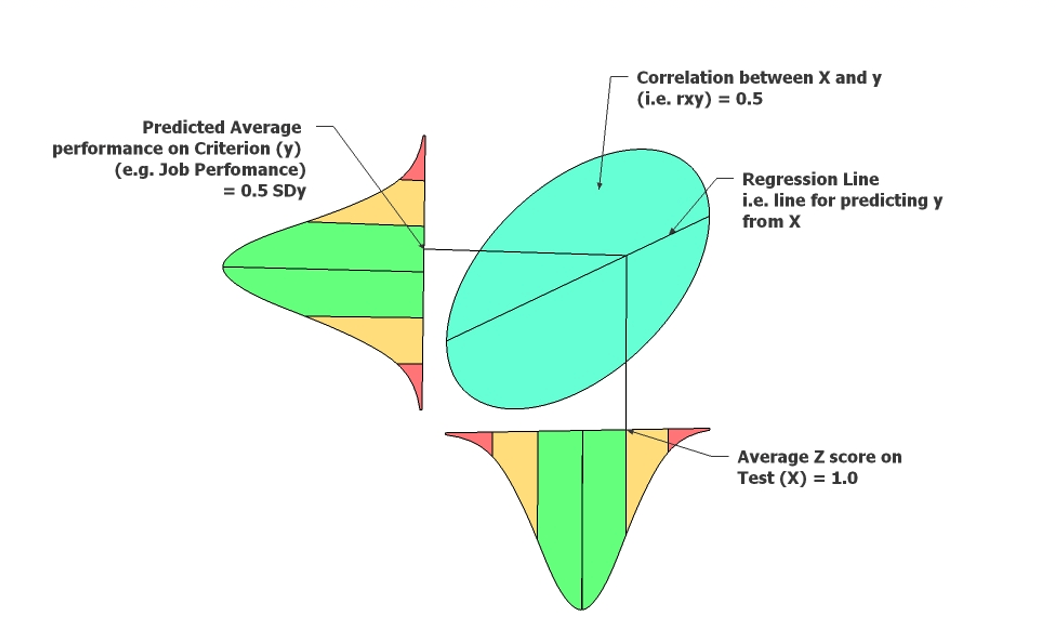 Correlation between X and y
(i.e. rxy) = 0.5
Predicted Average
performance on Criterion (y)
(e.g. Job Perfomance)
= 0.5 SDy
Regression Line
i.e. line for predicting y
from X
Average Z score on
Test (X) = 1.0